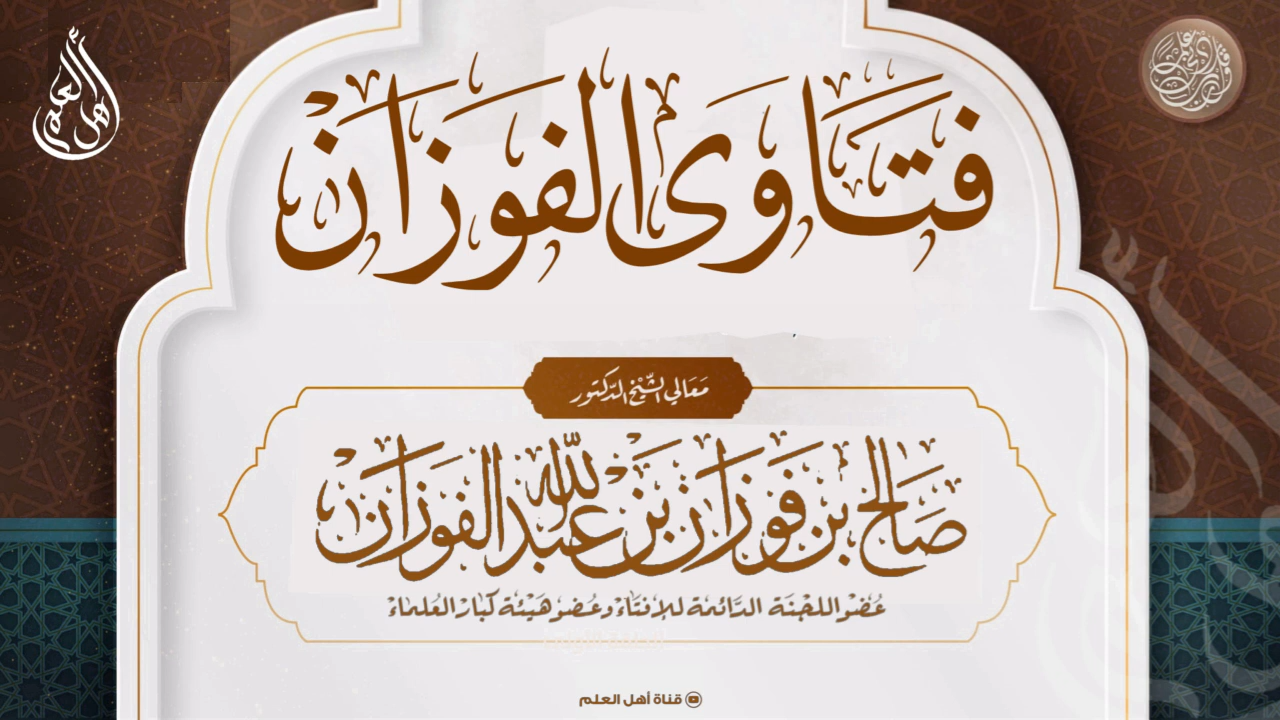 أهل العلم
فتاوى الفوزان
معالي الشيخ الدكتور
صالح بن فوزان بن عبد الله الفوزان
عضو اللجنة الدائمة للإفتاء وعضو هيئة كبار العلماء
قناة أهل العلم